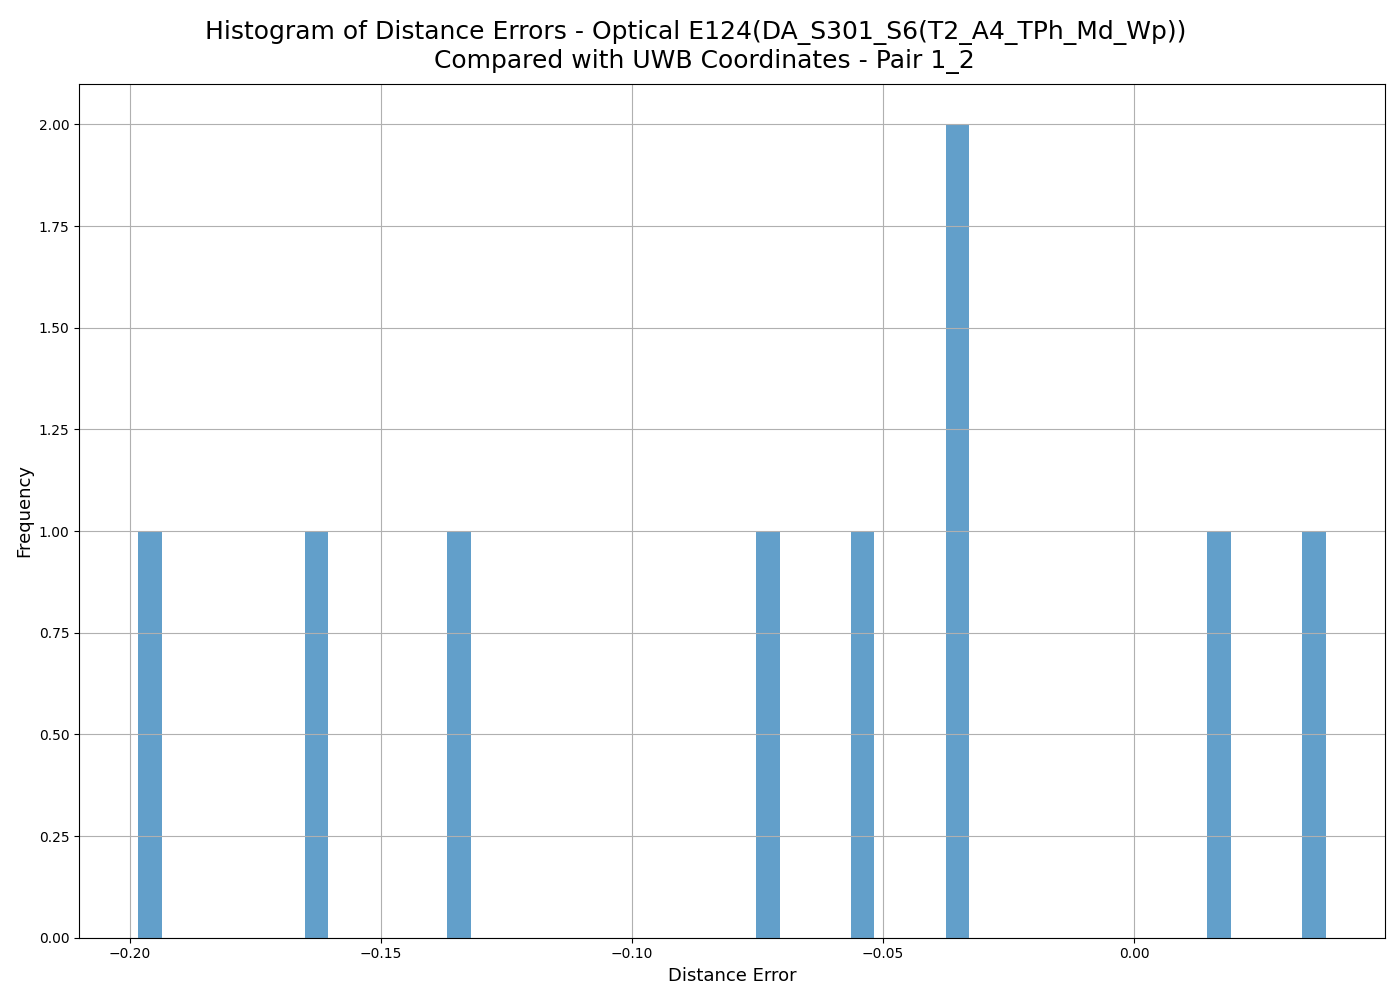 Histogram of Distance Errors - Optical E124(DA_S301_S6(T2_A4_TPh_Md_Wp))
Compared with UWB Coordinates - Pair 1_2
Frequency
2.00
1.75
1.50
1.25
1.00
0.75
0.50
0.25
0.00
−0.20 −0.15 −0.10 −0.05 0.00
Distance Error